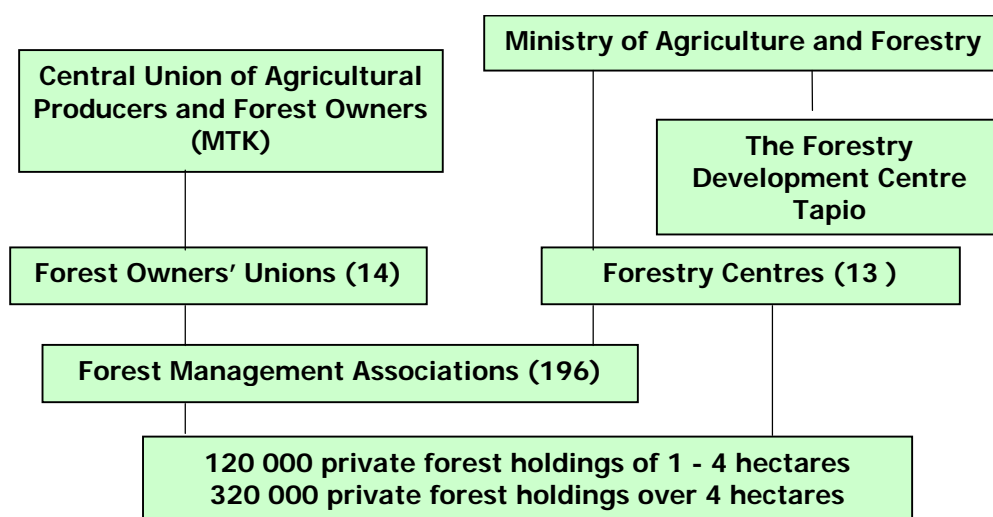 Ministry of Agriculture and Forestry
Central Union of Agricultural
Producers and Forest Owners
(MTK)
The Forestry
Development Centre
Tapio
Forest Owners’ Unions (14)
Forestry Centres (13 )
Forest Management Associations (196)
120 000 private forest holdings of 1 - 4 hectares
320 000 private forest holdings over 4 hectares